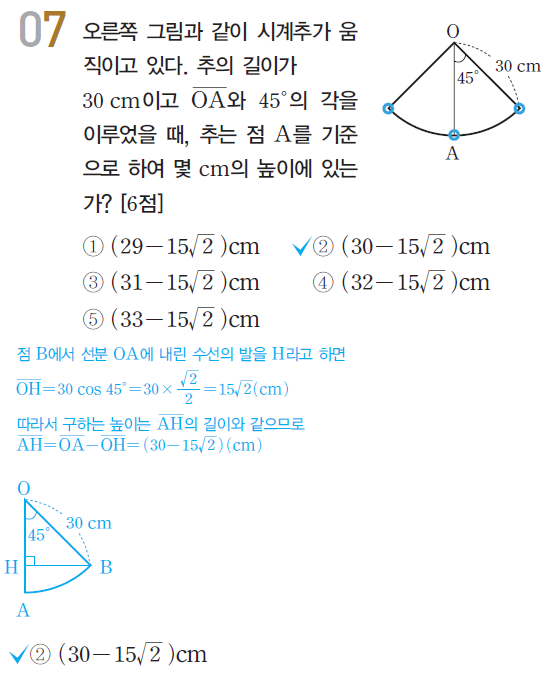 07 오른쪽 그림과 같이 시계추가 움
직이고 있다. 추의 길이가
30 cm이고 OA와 45°의 각을
이루었을 때, 추는 점 A를 기준
으로 하여 몇 cm의 높이에 있는
가? [6점]
O
45°
30 cm
A
① (29-15√2)cm ② (30-15√2)cm
③ (31-15√2)cm ④ (32-15√2)cm
⑤ (33-15√2)cm
점 B에서 선분 OA에 내린 수선의 발을 H라고 하면
OH=30 cos 45°=30×√2/2=15√2(cm)
따라서 구하는 높이는 AH의 길이와 같으므로
AH=OA-OH=(30-15√2)(cm)
O
30 cm
45°
H B
A
② (30-15√2)cm